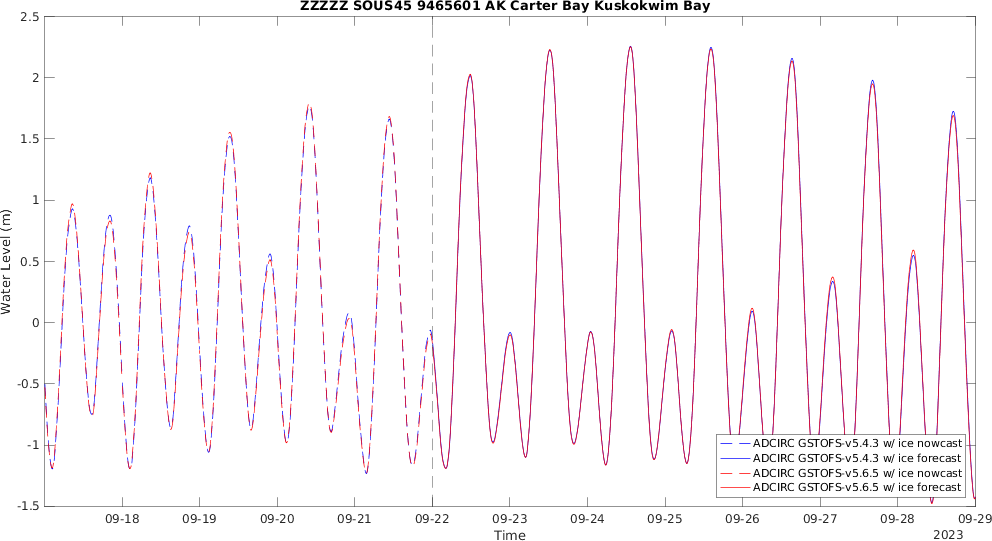 ZZZZZ SOUS45 9465601 AK Carter Bay Kuskokwim Bay
2.5
2
1.5
1
0.5
0
-0.5
-1
-1.5
Water Level (m)
ADCIRC GSTOFS-v5.4.3 w/ ice nowcast
ADCIRC GSTOFS-v5.4.3 w/ ice forecast
ADCIRC GSTOFS-v5.6.5 w/ ice nowcast
ADCIRC GSTOFS-v5.6.5 w/ ice forecast
09-18 09-19 09-20 09-21 09-22 09-23 09-24 09-25 09-26 09-27 09-28 09-29
Time
2023